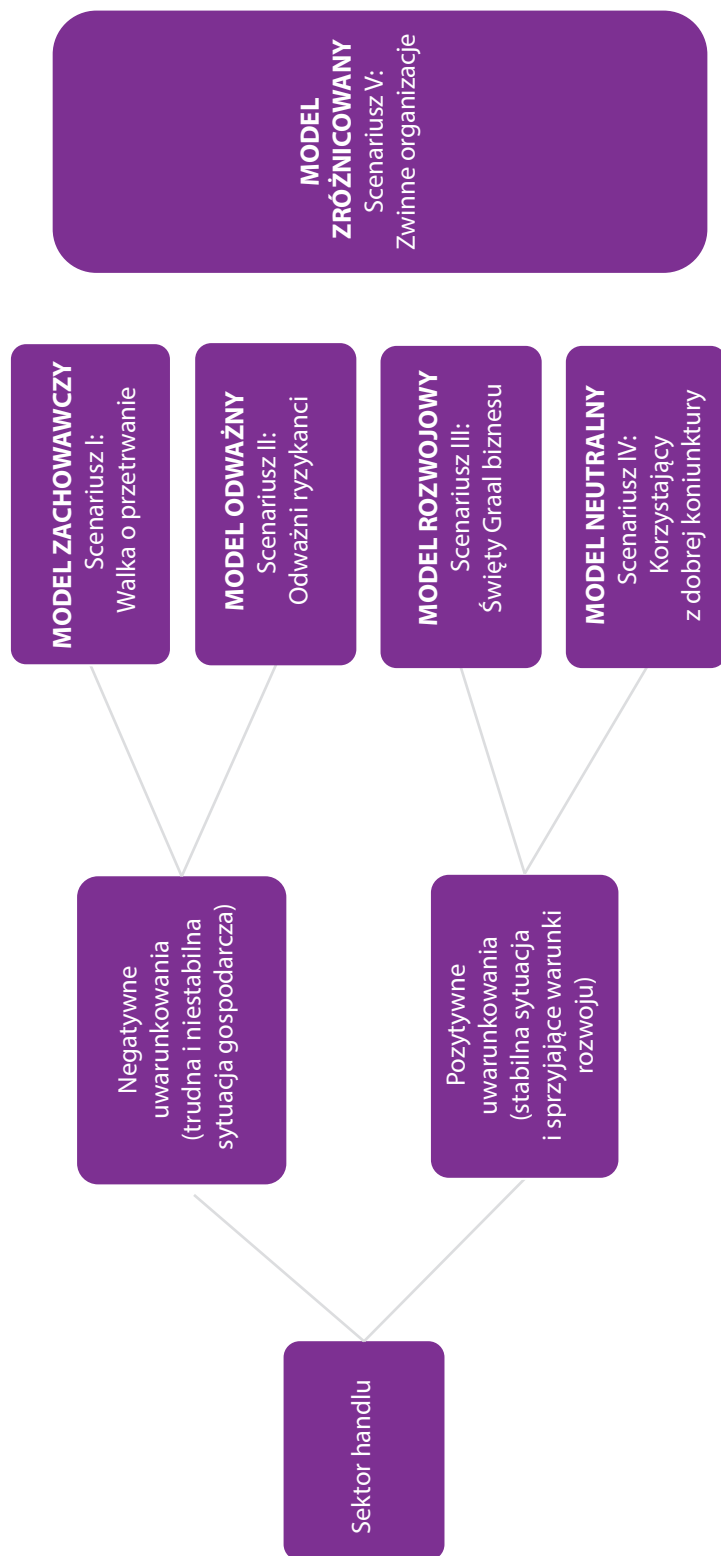 Sektor handlu
Negatywne
uwarunkowania
(trudna i niestabilna
sytuacja gospodarcza)
Pozytywne
uwarunkowania
(stabilna sytuacja
i sprzyjające warunki
rozwoju)
MODEL ZACHOWAWCZY
Scenariusz I:
Walka o przetrwanie
MODEL ODWAŻNY
Scenariusz II:
Odważni ryzykanci
MODEL ROZWOJOWY
Scenariusz III:
Święty Graal biznesu
MODEL NEUTRALNY
Scenariusz IV:
Korzystający
z dobrej koniunktury
MODEL
ZRÓŻNICOWANY
Scenariusz V:
Zwinne organizacje